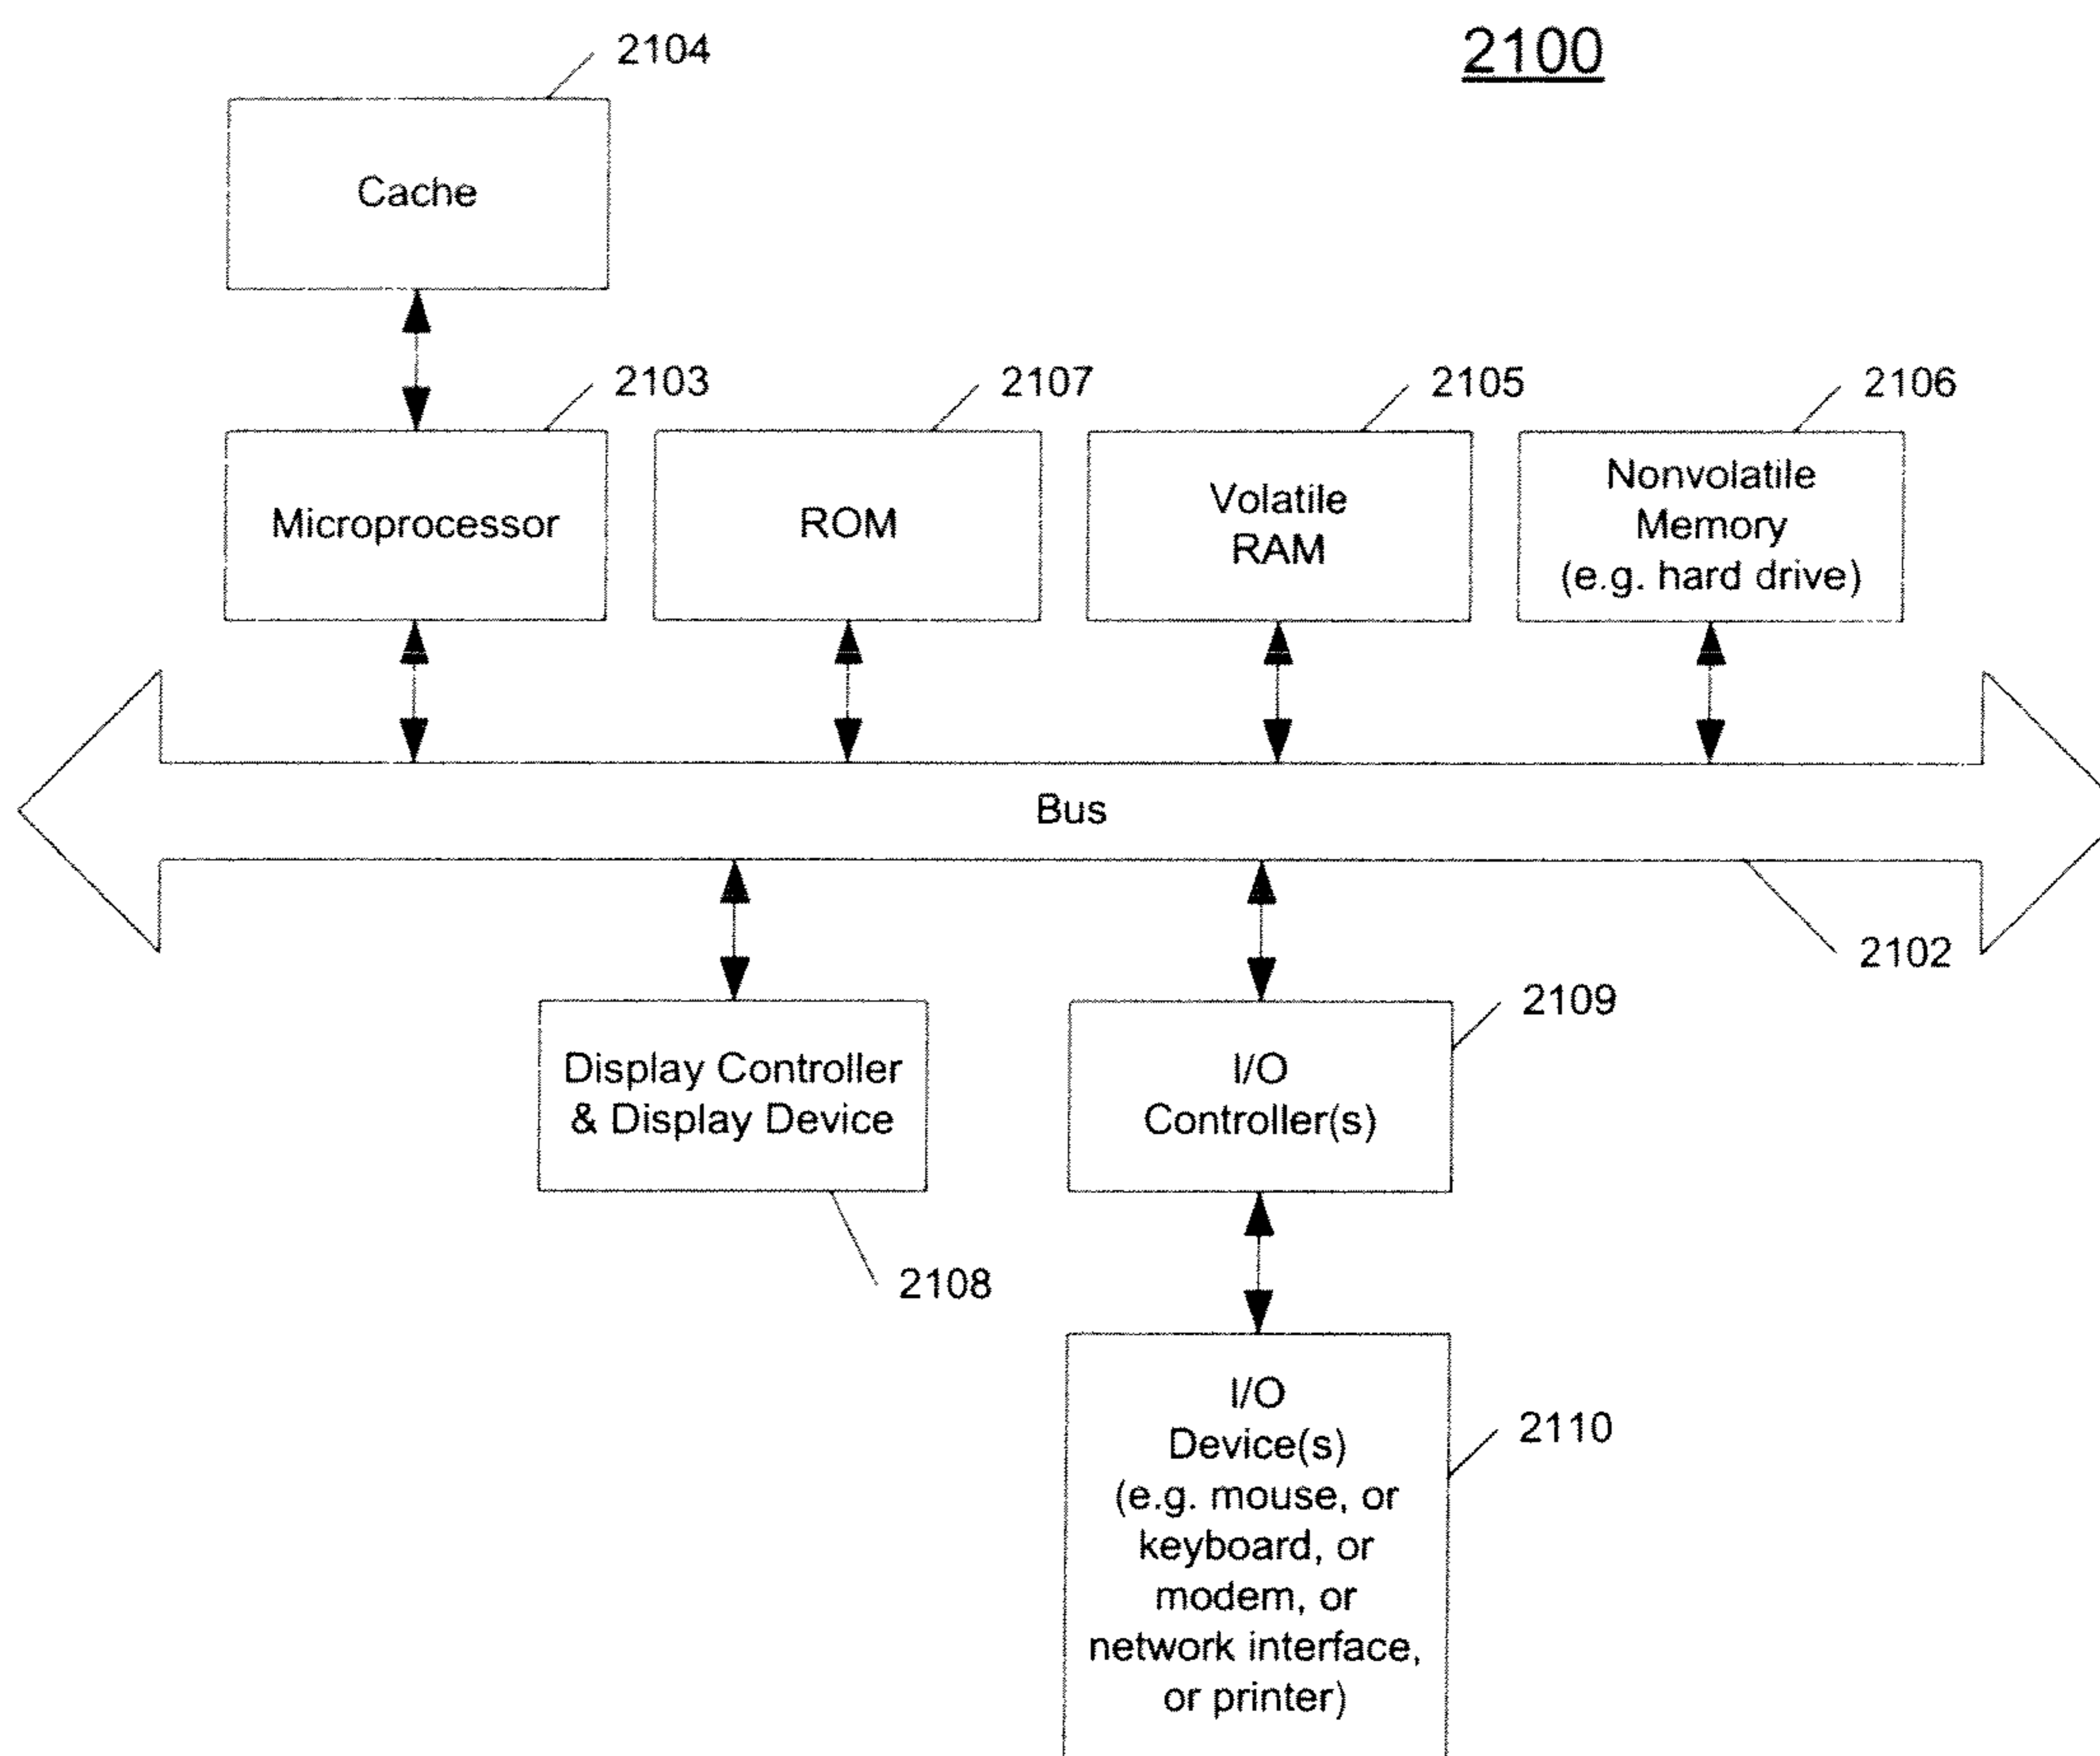 2100
2104
Cache
2103
2107
2105
2106
Microprocessor
ROM
Volatile
RAM
Nonvolatile
Memory
(e.g. hard drive)
Bus
2102
Display Controller
& Display Device
2108
2109
I/O
Controller(s)
2110
I/O
Device(s)
(e.g. mouse, or
keyboard, or
modem, or
network interface,
or printer)